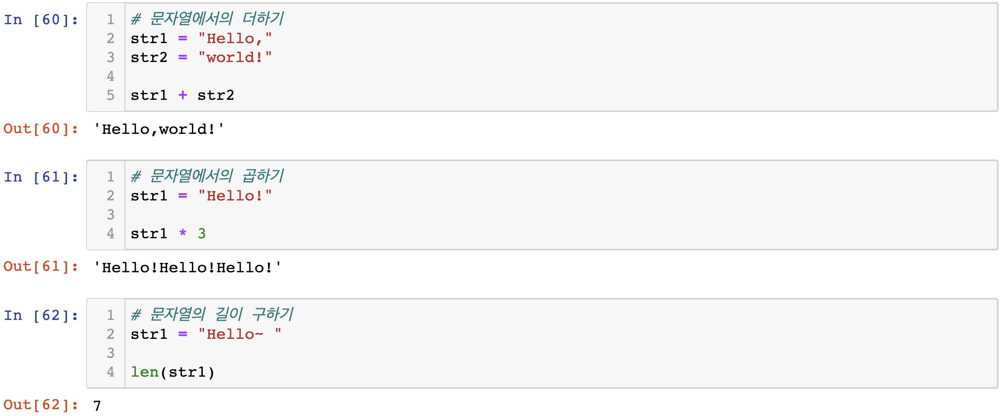 In [60]:
1 # 문자열에서의 더하기
2 str1 = "Hello,"
3 str2 = "world!"
4
5 str1 + str2
Out[60]: 'Hello,world!'
In [61]:
1 # 문자열에서의 곱하기
2 str1 = "Hello!"
3
4 str1 * 3
Out[61]: 'Hello!Hello!Hello!'
In [62]:
1 # 문자열의 길이 구하기
2 str1 = "Hello~ "
3
4 len(str1)
Out[62]: 7